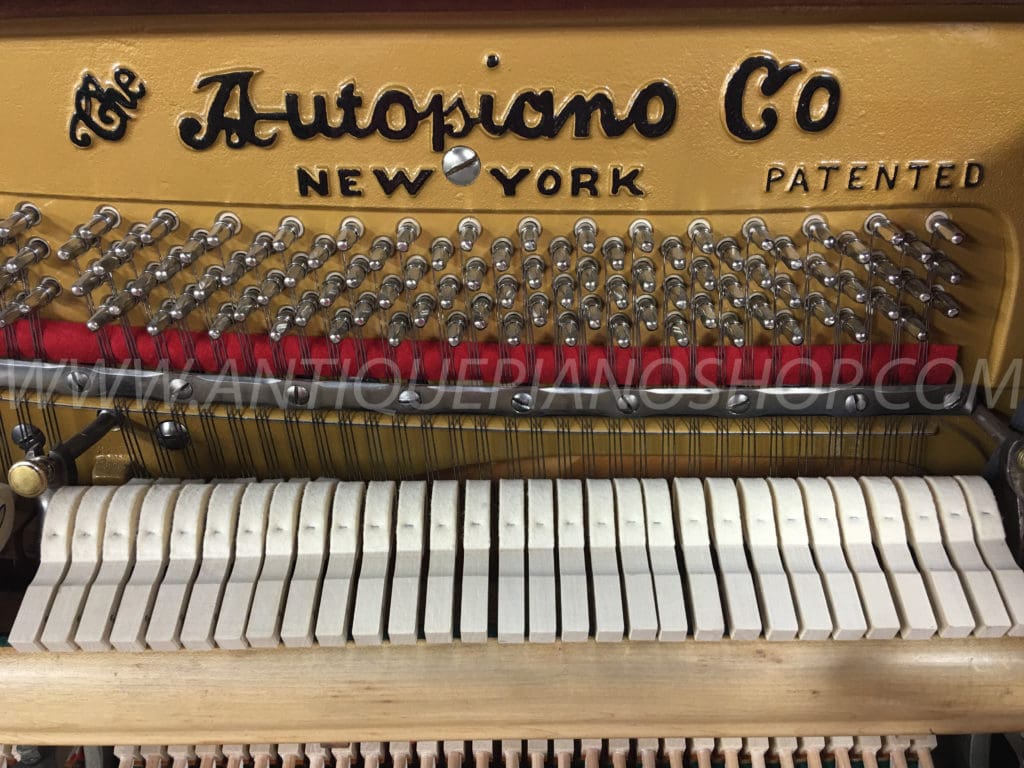 The Autopiano Co
NEW YORK PATENTED
WWW.ANTIQUEPIANOSHOP.COM